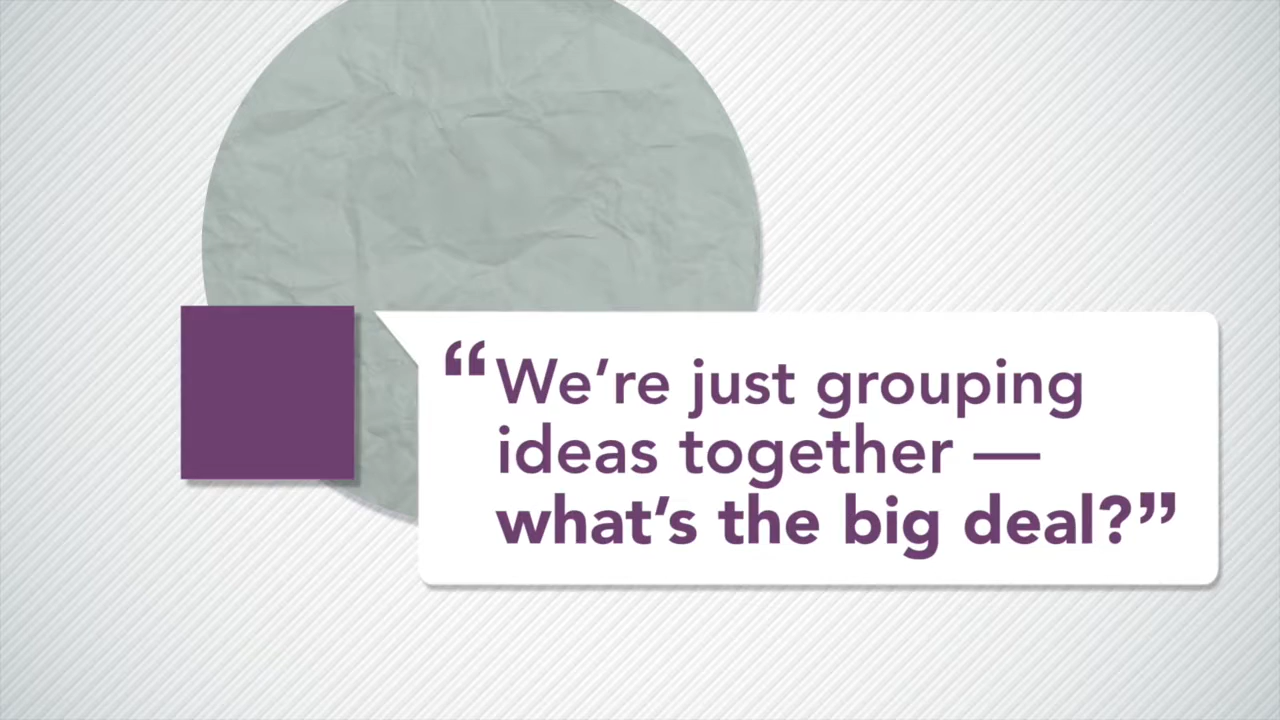 “We’re just grouping
ideas together —
what’s the big deal?”